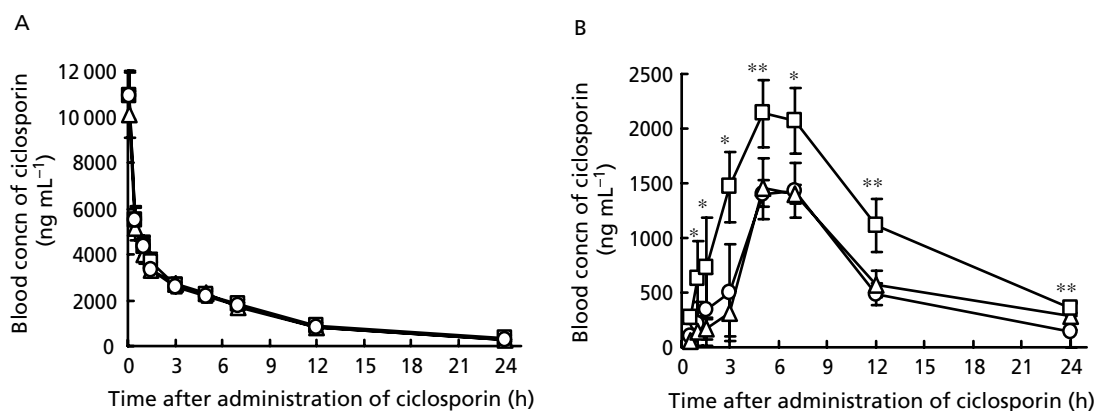 A
Blood concn of ciclosporin
(ng mL⁻¹)
12 000
10 000
8000
6000
4000
2000
0
0 3 6 9 12 15 18 21 24
Time after administration of ciclosporin (h)
B
Blood concn of ciclosporin
(ng mL⁻¹)
2500
2000
1500
1000
500
0
* * * ** * ** **
0 3 6 9 12 15 18 21 24
Time after administration of ciclosporin (h)